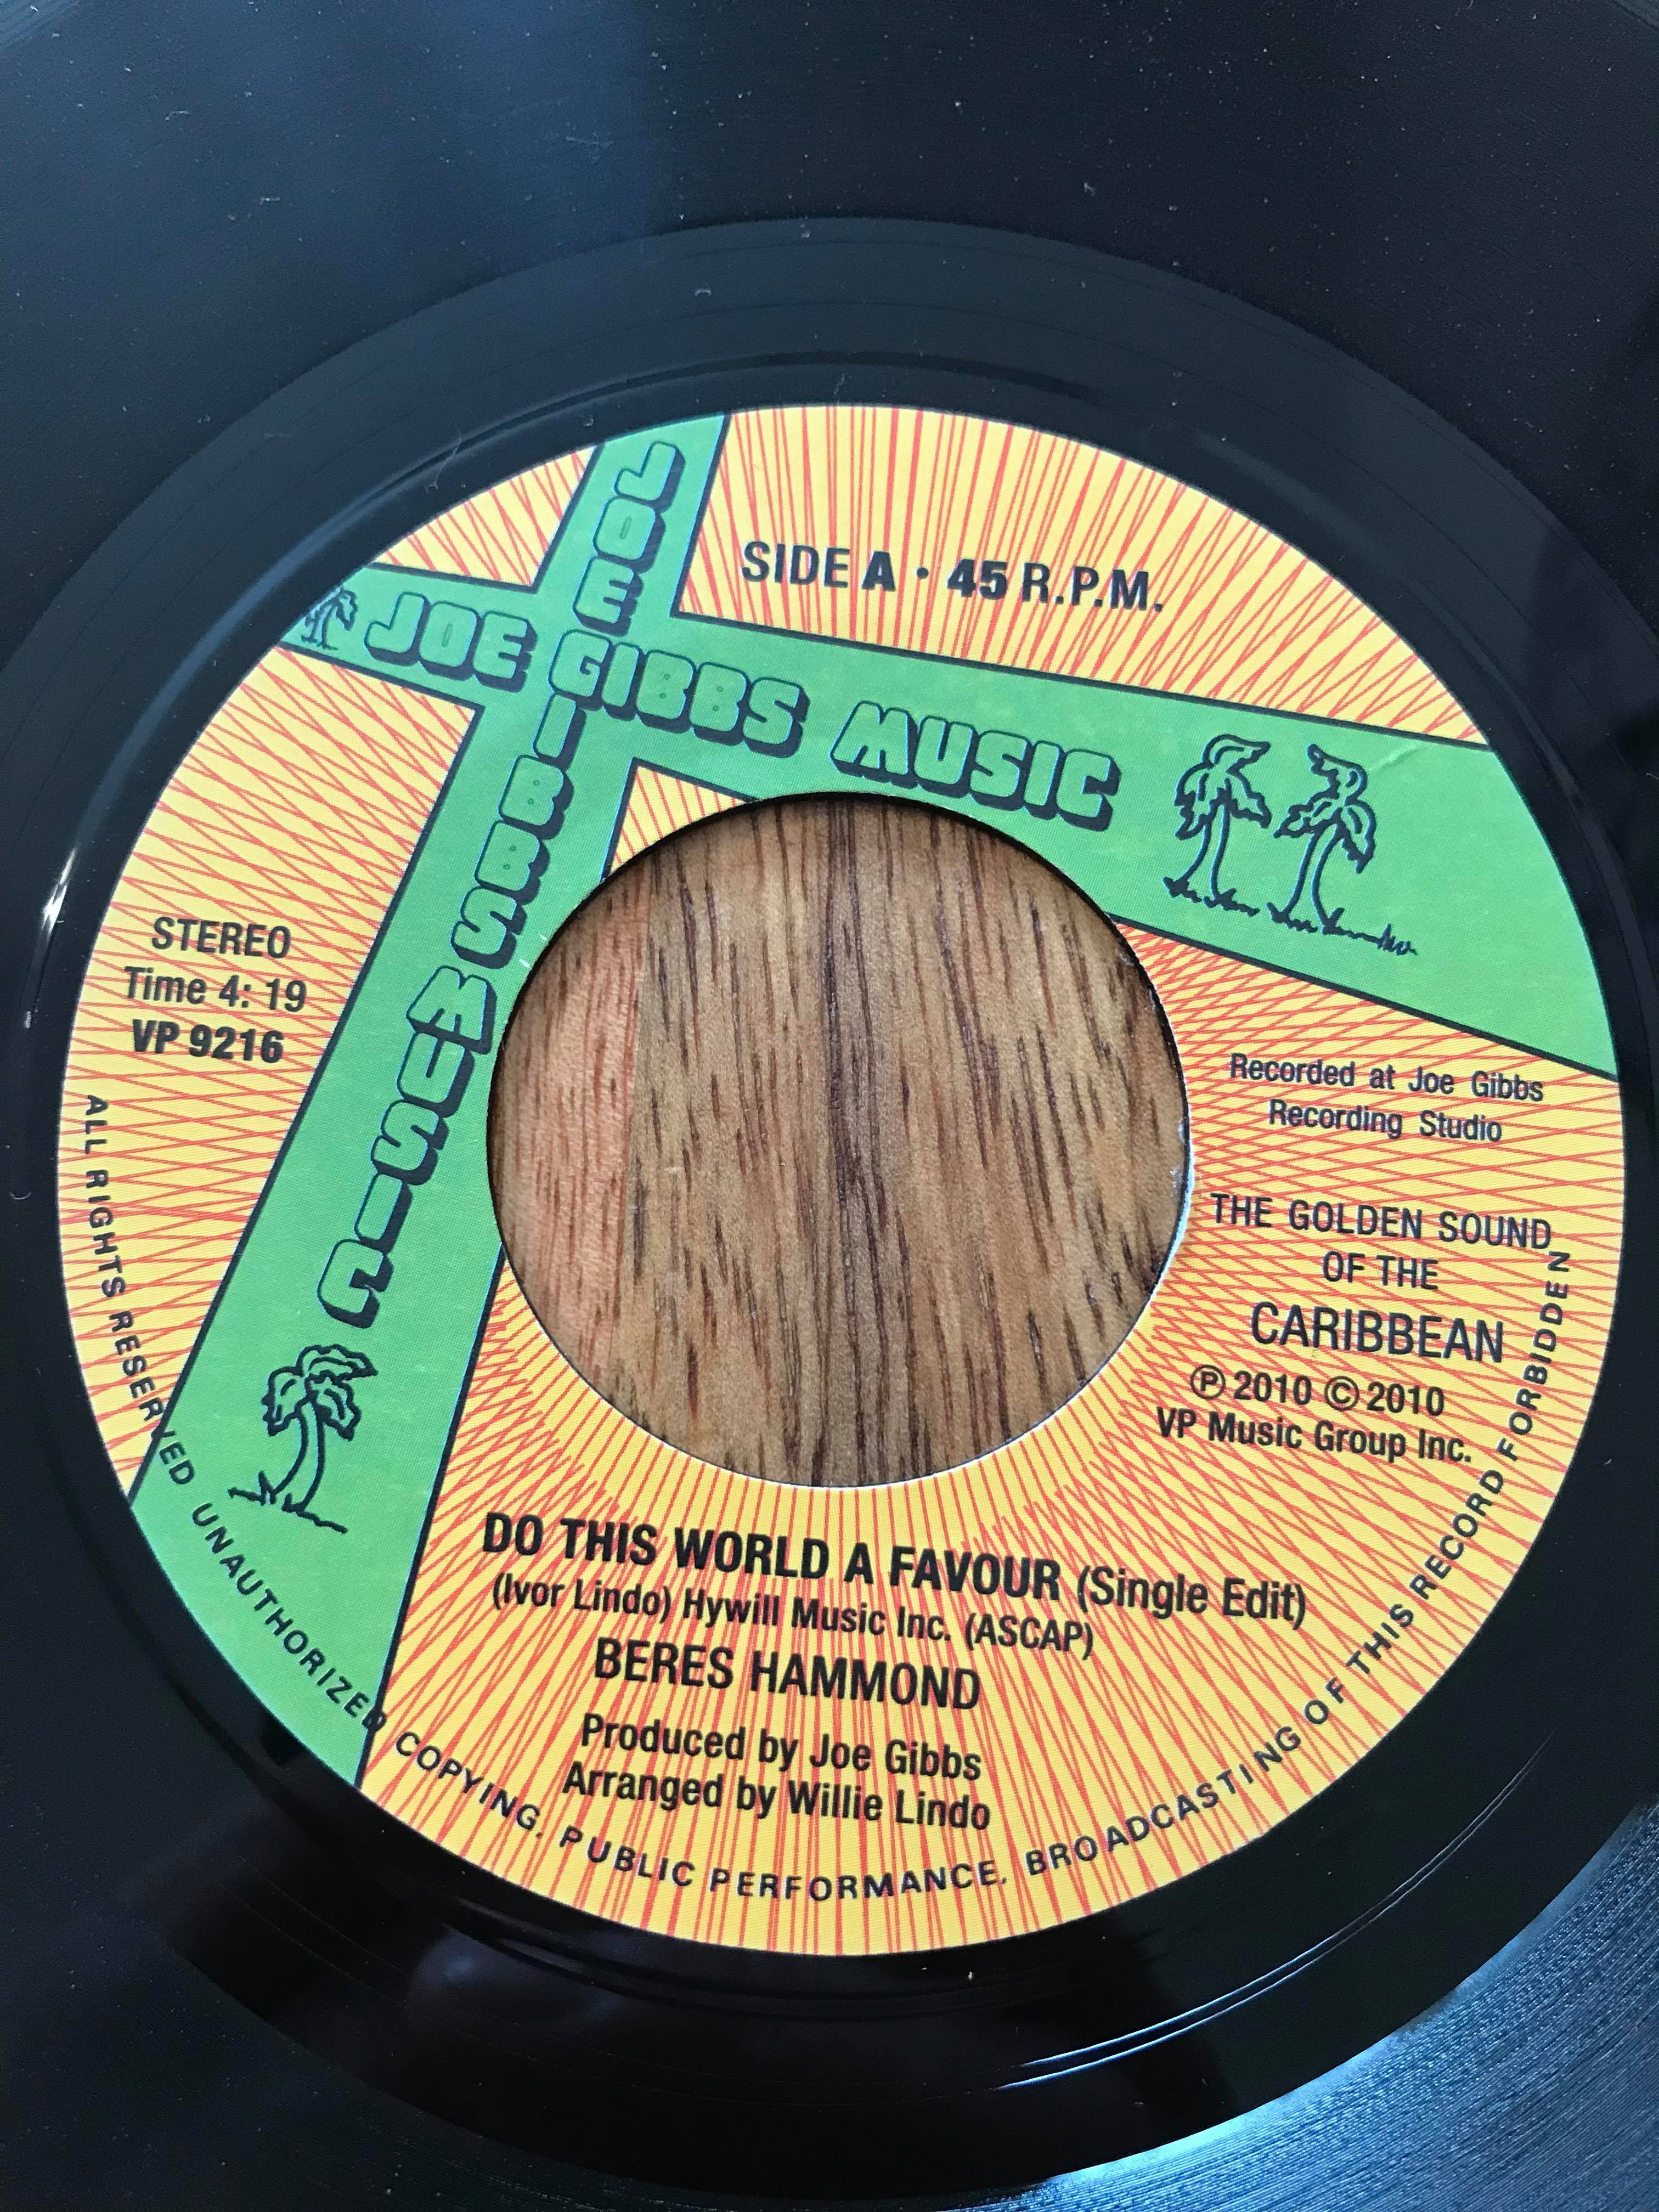 SIDE A · 45 R.P.M.
JOE GIBBS MUSIC
JOE GIBBS MUSIC
STEREO
Time 4: 19
VP 9216
Recorded at Joe Gibbs
Recording Studio
THE GOLDEN SOUND
OF THE
CARIBBEAN
℗ 2010 © 2010
VP Music Group Inc.
DO THIS WORLD A FAVOUR (Single Edit)
(Ivor Lindo) Hywill Music Inc. (ASCAP)
BERES HAMMOND
Produced by Joe Gibbs
Arranged by Willie Lindo
ALL RIGHTS RESERVED UNAUTHORIZED COPYING, PUBLIC PERFORMANCE, BROADCASTING OF THIS RECORD FORBIDDEN